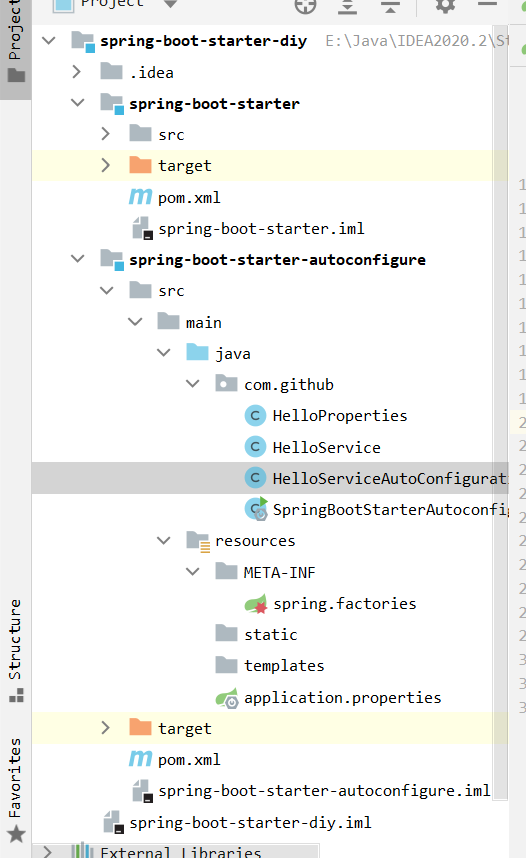 Project
spring-boot-starter-diy E:\Java\IDEA2020.2\St
.idea
spring-boot-starter
src
target
pom.xml
spring-boot-starter.iml
spring-boot-starter-autoconfigure
src
main
java
com.github
HelloProperties
HelloService
HelloServiceAutoConfigurati
SpringBootStarterAutoconfig
resources
META-INF
spring.factories
static
templates
application.properties
target
pom.xml
spring-boot-starter-autoconfigure.iml
spring-boot-starter-diy.iml
External Libraries
Project
Structure
Favorites